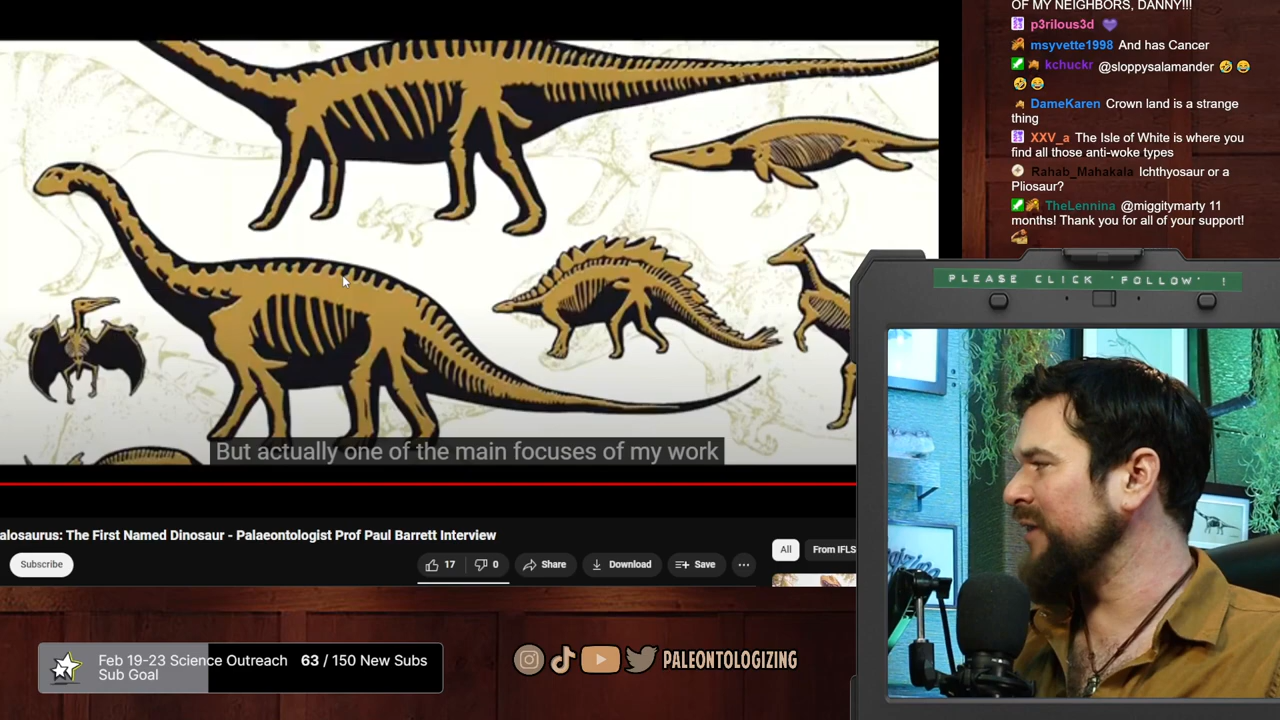 OF MY NEIGHBORS, DANNY!!!
p3rilous3d
msyvette1998 And has Cancer
kchuckr @sloppysalamander
DameKaren Crown land is a strange
thing
XXV_a The Isle of White is where you
find all those anti-woke types
Rahab_Mahakala Ichthyosaur or a
Pliosaur?
TheLennina @miggitymarty 11
months! Thank you for all of your support!
PLEASE CLICK 'FOLLOW' !
But actually one of the main focuses of my work
alosaurus: The First Named Dinosaur - Palaeontologist Prof Paul Barrett Interview
Subscribe
17
0
Share
Download
Save
All
From IFLS
Feb 19-23 Science Outreach 63 / 150 New Subs
Sub Goal
PALEONTOLOGIZING